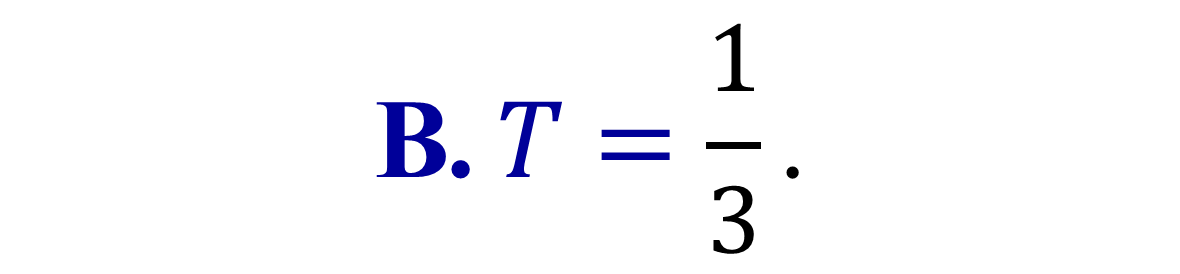 B. T = 1/3.